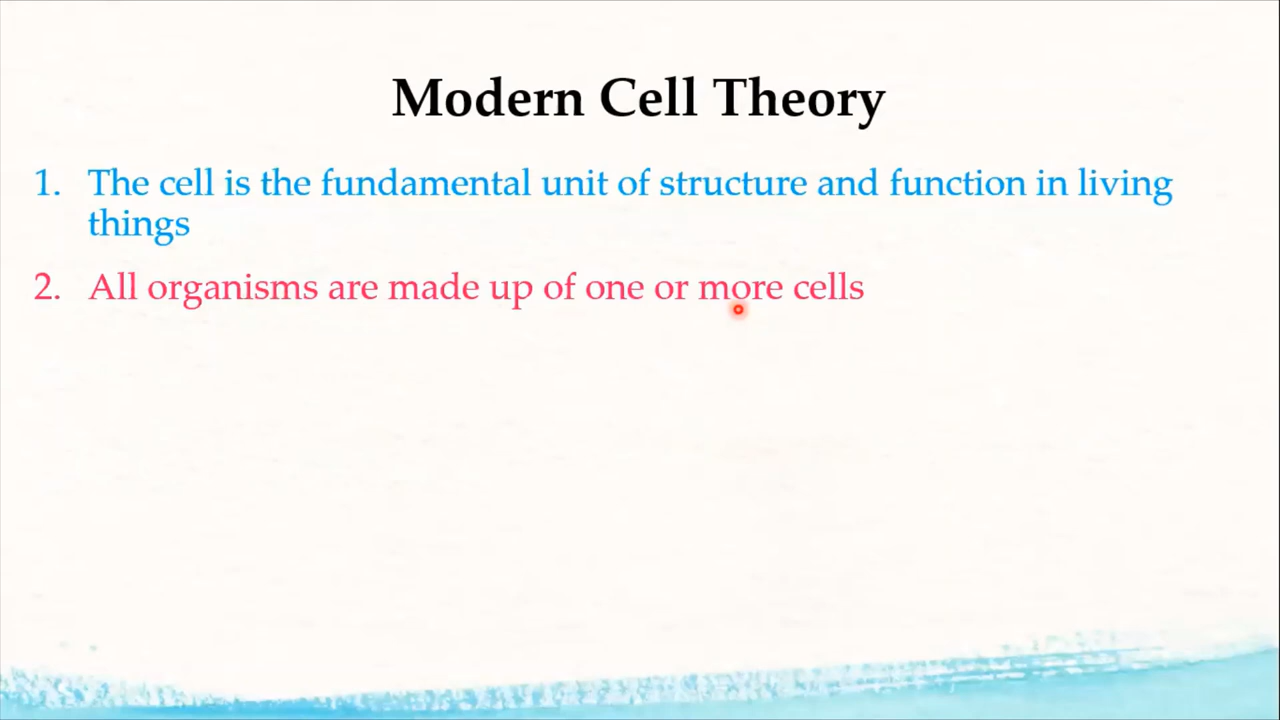 Modern Cell Theory
1. The cell is the fundamental unit of structure and function in living
things
2. All organisms are made up of one or more cells